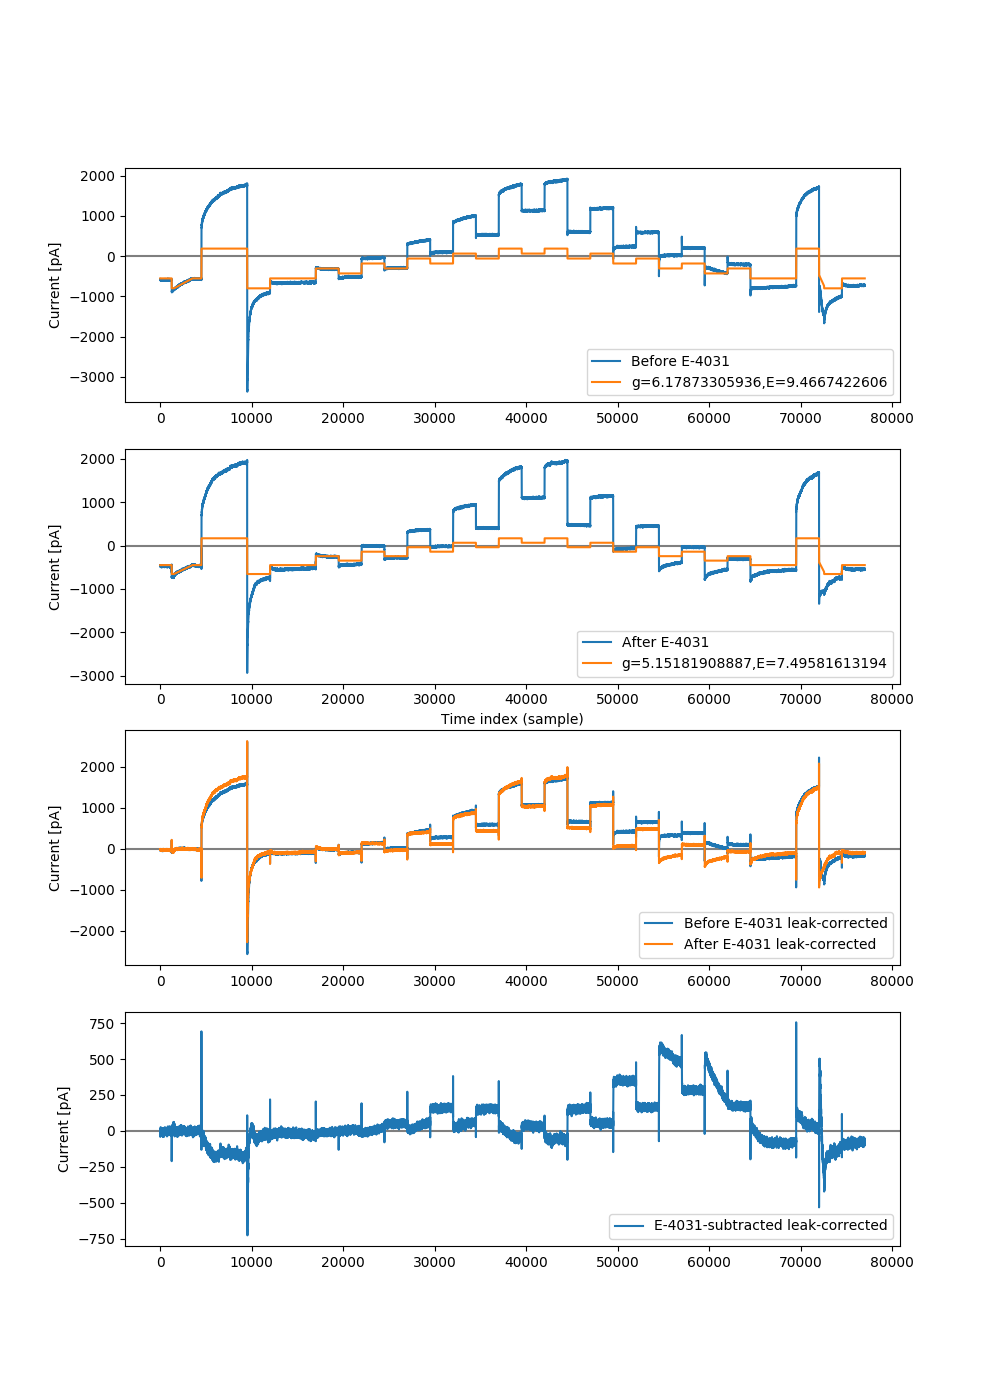 2000
1000
0
−1000
−2000
−3000
Current [pA]
Before E-4031
g=6.17873305936,E=9.4667422606
0 10000 20000 30000 40000 50000 60000 70000 80000
2000
1000
0
−1000
−2000
−3000
Current [pA]
After E-4031
g=5.15181908887,E=7.49581613194
0 10000 20000 30000 40000 50000 60000 70000 80000
Time index (sample)
2000
1000
0
−1000
−2000
Current [pA]
Before E-4031 leak-corrected
After E-4031 leak-corrected
0 10000 20000 30000 40000 50000 60000 70000 80000
750
500
250
0
−250
−500
−750
Current [pA]
E-4031-subtracted leak-corrected
0 10000 20000 30000 40000 50000 60000 70000 80000